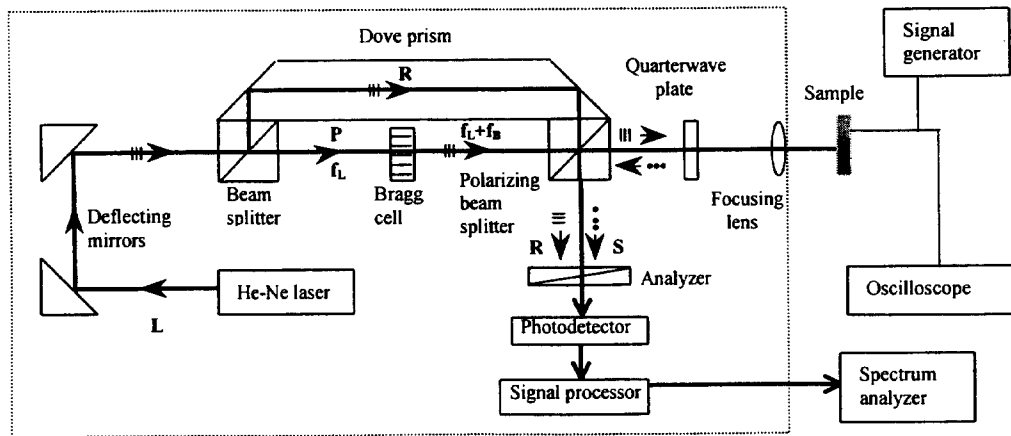 Dove prism
Signal
generator
R
Quarterwave
plate
Sample
P
f_L+f_B
f_L
Beam
splitter
Bragg
cell
Polarizing
beam
splitter
Focusing
lens
Deflecting
mirrors
R
S
Analyzer
He-Ne laser
L
Oscilloscope
Photodetector
Signal processor
Spectrum
analyzer